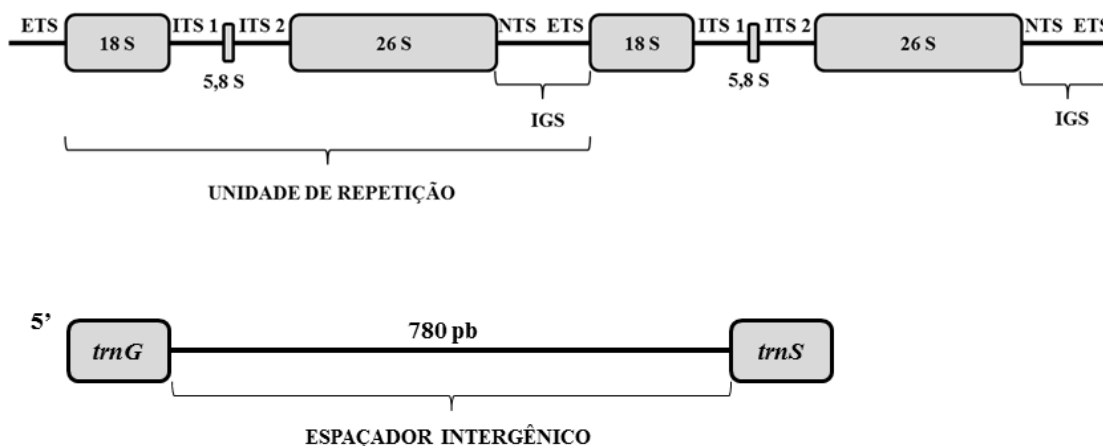 ETS 18 S ITS 1 ITS 2 26 S NTS ETS 18 S ITS 1 ITS 2 26 S NTS ETS
5,8 S 5,8 S
IGS IGS
UNIDADE DE REPETIÇÃO
5’ trnG 780 pb trnS
ESPAÇADOR INTERGÊNICO